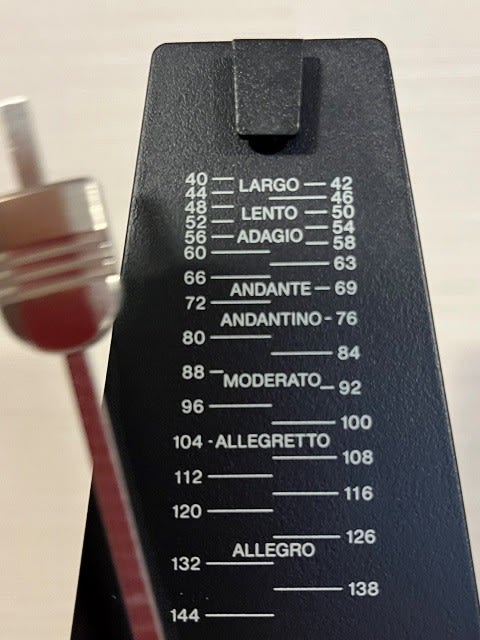 40 LARGO 42
44 46
48 LENTO 50
52 54
56 ADAGIO 58
60
63
66
ANDANTE 69
72
ANDANTINO - 76
80
84
88 MODERATO 92
96
100
104 - ALLEGRETTO
108
112
116
120
126
ALLEGRO
132
138
144